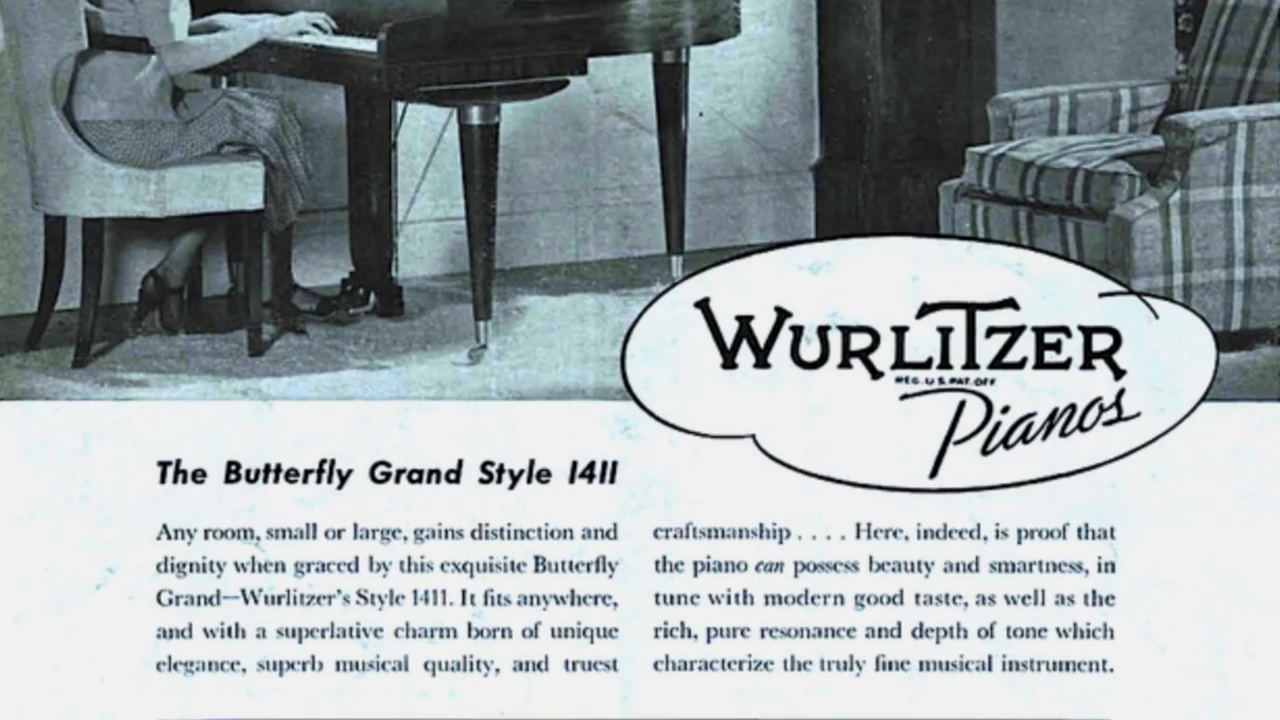 WURLITZER
REG. U.S. PAT. OFF
Pianos
The Butterfly Grand Style 1411
Any room, small or large, gains distinction and
dignity when graced by this exquisite Butterfly
Grand—Wurlitzer's Style 1411. It fits anywhere,
and with a superlative charm born of unique
elegance, superb musical quality, and truest
craftsmanship . . . . Here, indeed, is proof that
the piano can possess beauty and smartness, in
tune with modern good taste, as well as the
rich, pure resonance and depth of tone which
characterize the truly fine musical instrument.